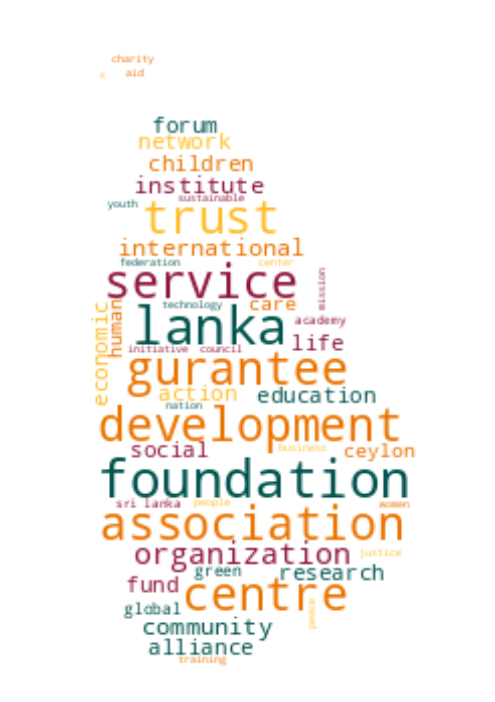 charity
aid
forum
network
children
institute
sustainable
youth
trust
international
federation center
service
mission
technology care
human
economic
lanka
academy
life
initiative council
gurantee
action education
nation
development
social business ceylon
foundation
sri lanka people women
association
organization justice
green research
fund centre
global peace
community
alliance
training